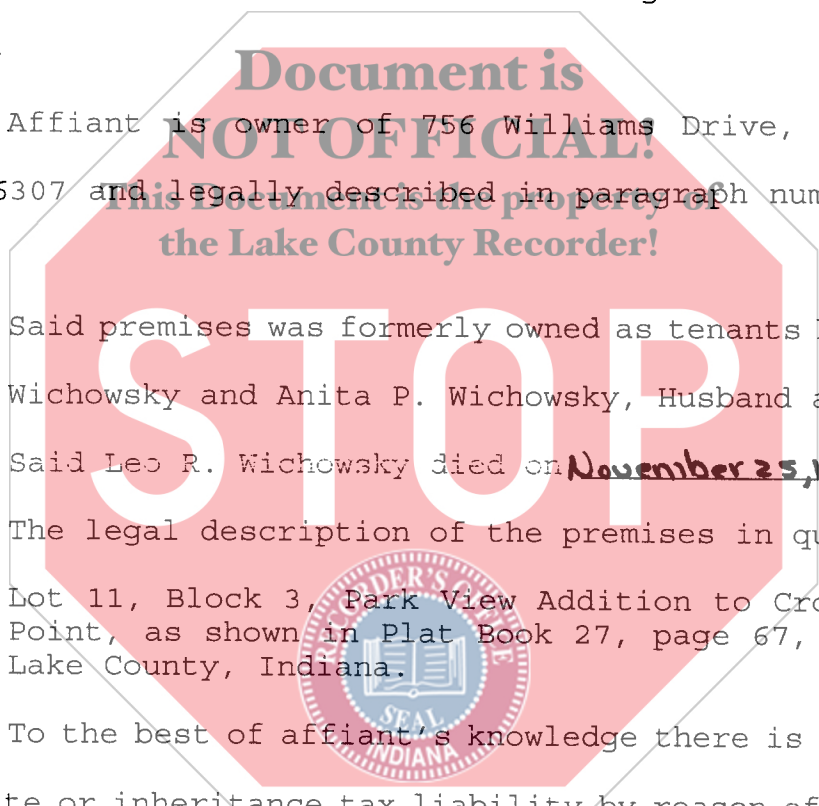 Document is
Affiant is owner of 756 Williams Drive,
NOT OFFICIAL!
6307 and legally described in paragraph num
This Document is the property of
the Lake County Recorder!
Said premises was formerly owned as tenants
STOP
Wichowsky and Anita P. Wichowsky, Husband a
Said Leo R. Wichowsky died on November 25,
The legal description of the premises in qu
Lot 11, Block 3, Park View Addition to Cro
Point, as shown in Plat Book 27, page 67,
Lake County, Indiana.
RECORDER'S OFFICE
SEAL
INDIANA
To the best of affiant's knowledge there is
te or inheritance tax liability by reason of